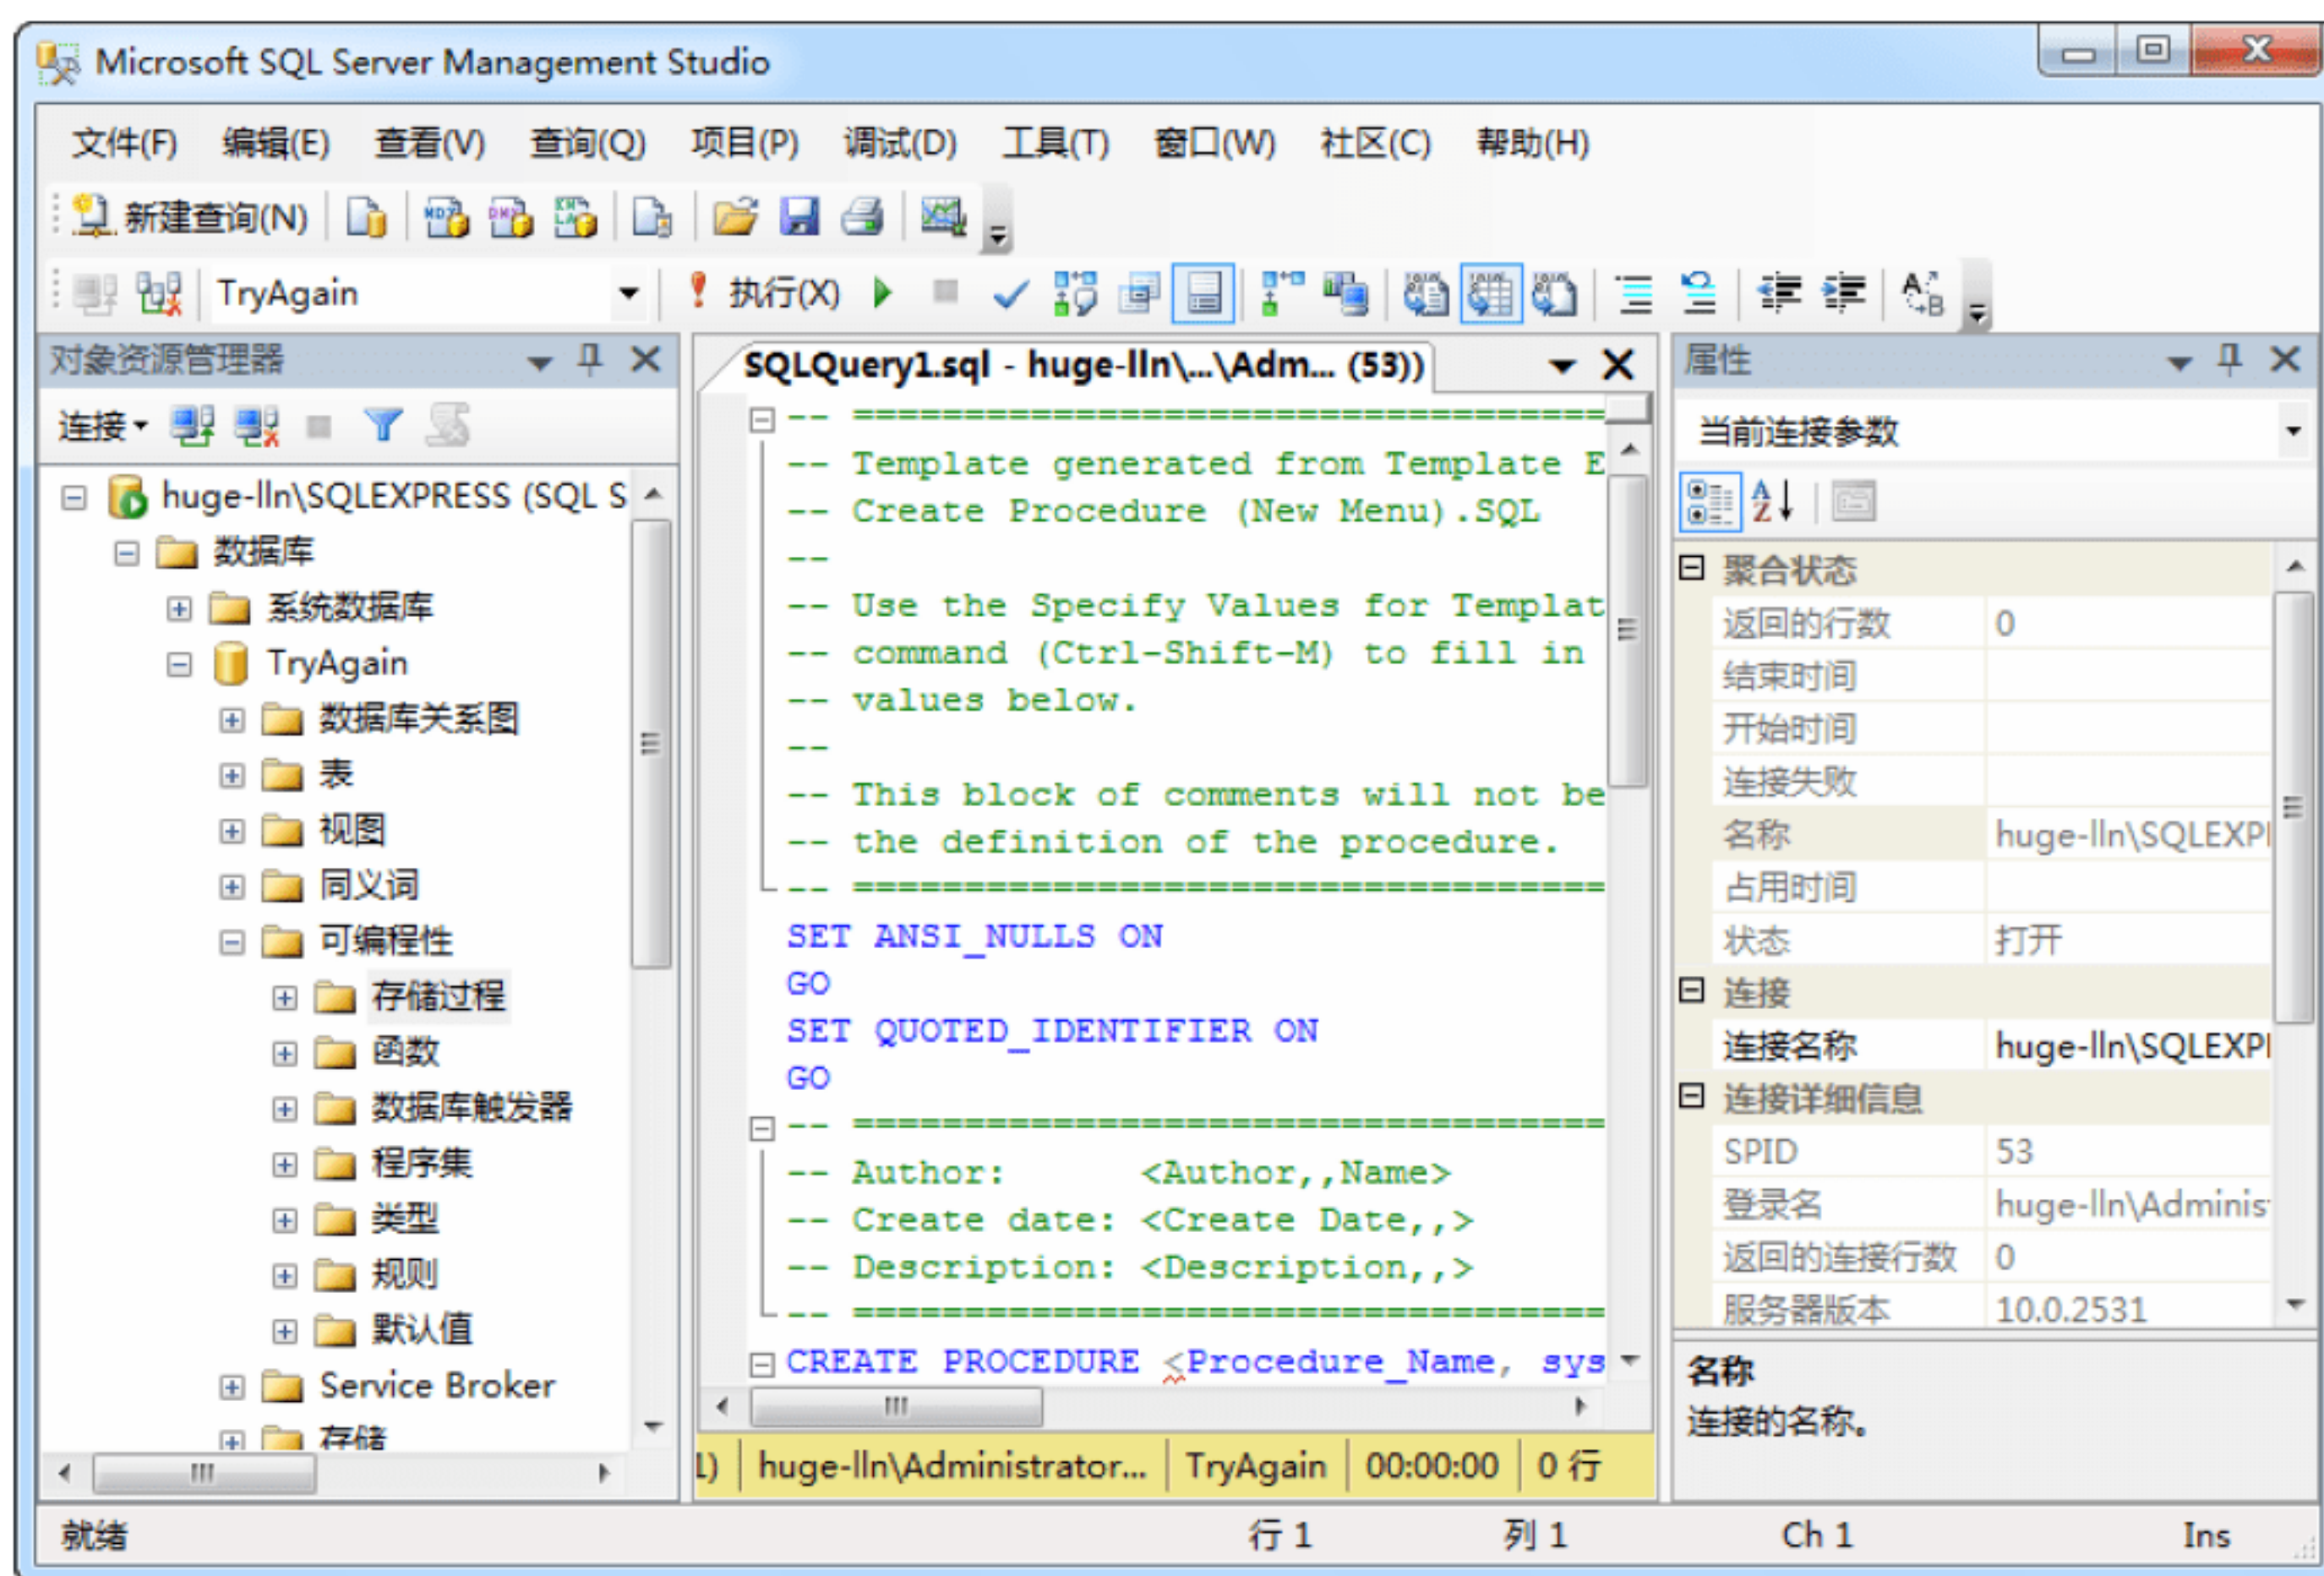 Microsoft SQL Server Management Studio
文件(F) 编辑(E) 查看(V) 查询(Q) 项目(P) 调试(D) 工具(T) 窗口(W) 社区(C) 帮助(H)
新建查询(N)
TryAgain 执行(X)
对象资源管理器
连接
huge-lln\SQLEXPRESS (SQL S
数据库
系统数据库
TryAgain
数据库关系图
表
视图
同义词
可编程性
存储过程
函数
数据库触发器
程序集
类型
规则
默认值
Service Broker
存储
SQLQuery1.sql - huge-lln\...\Adm... (53))
-- ===================================
-- Template generated from Template E
-- Create Procedure (New Menu).SQL
--
-- Use the Specify Values for Templat
-- command (Ctrl-Shift-M) to fill in
-- values below.
--
-- This block of comments will not be
-- the definition of the procedure.
-- ===================================
SET ANSI_NULLS ON
GO
SET QUOTED_IDENTIFIER ON
GO
-- ===================================
-- Author: <Author,,Name>
-- Create date: <Create Date,,>
-- Description: <Description,,>
-- ===================================
CREATE PROCEDURE <Procedure_Name, sys
huge-lln\Administrator... TryAgain 00:00:00 0 行
属性
当前连接参数
聚合状态
返回的行数 0
结束时间
开始时间
连接失败
名称 huge-lln\SQLEXPI
占用时间
状态 打开
连接
连接名称 huge-lln\SQLEXPI
连接详细信息
SPID 53
登录名 huge-lln\Adminis
返回的连接行数 0
服务器版本 10.0.2531
名称
连接的名称。
就绪 行 1 列 1 Ch 1 Ins